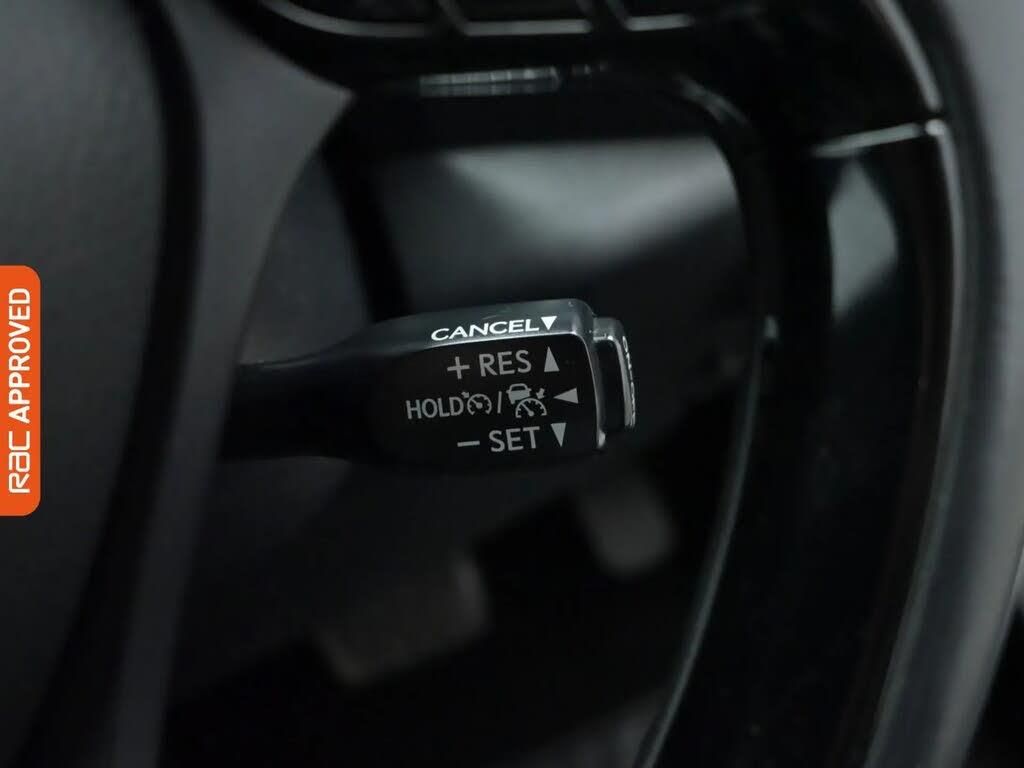 CANCEL▼
+ RES ▲
HOLD / ◀
− SET ▼
RAC APPROVED